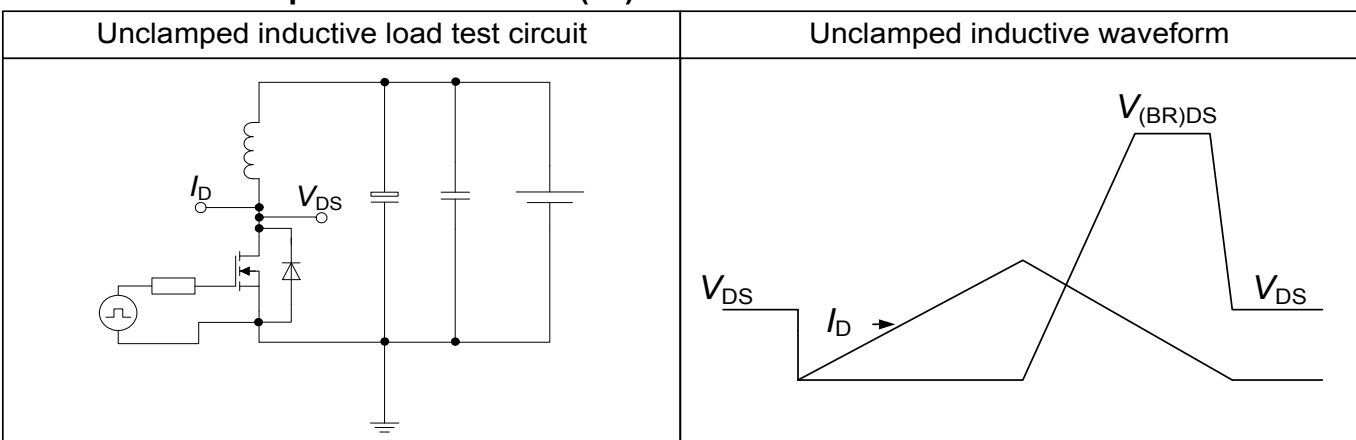 Unclamped inductive load test circuit
Unclamped inductive waveform
V(BR)DS
ID
VDS
VDS
ID
VDS